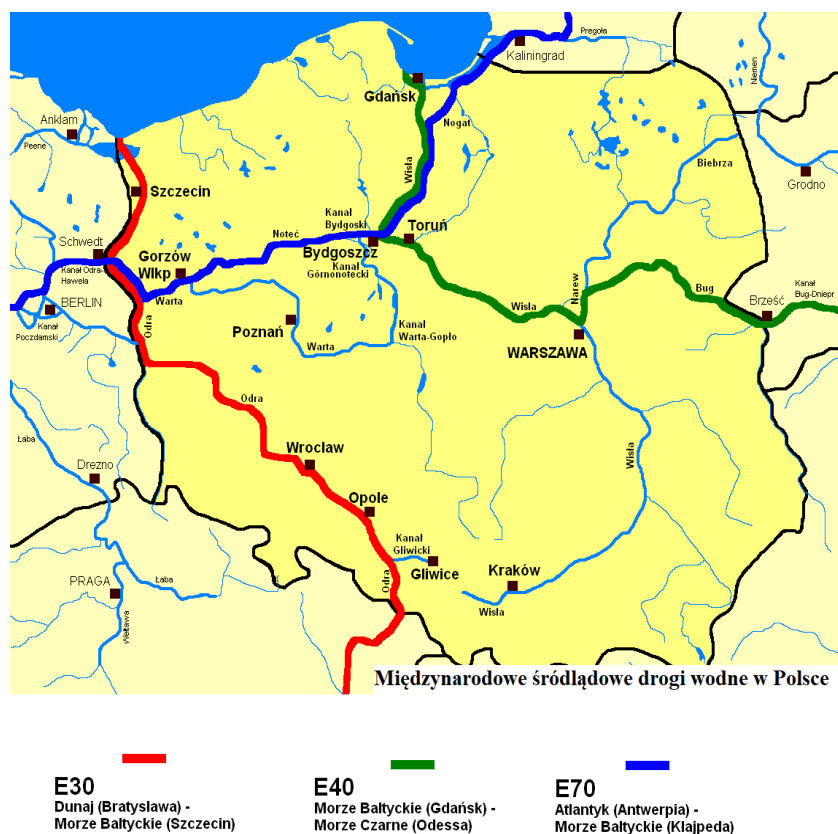 Kaliningrad
Pregoła
Niemen
Gdańsk
Anklam
Peene
Nogat
Wisła
Biebrza
Grodno
Szczecin
Kanał
Bydgoski
Toruń
Noteć
Schwedt
Bydgoszcz
Gorzów
Wlkp
Kanał
Górnonotecki
Kanał Odra-
Hawela
Narew
Bug
Warta
BERLIN
Brześć
Kanał
Bug-Dniepr
Kanał
Poczdamski
Odra
Poznań
Wisła
Kanał
Warta-Gopło
Warta
WARSZAWA
Odra
Łaba
Wrocław
Wisła
Drezno
Opole
Kanał
Gliwicki
Gliwice
Kraków
Odra
PRAGA
Łaba
Wisła
Wełtawa
Międzynarodowe śródlądowe drogi wodne w Polsce
E30
Dunaj (Bratysława) -
Morze Bałtyckie (Szczecin)
E40
Morze Bałtyckie (Gdańsk) -
Morze Czarne (Odessa)
E70
Atlantyk (Antwerpia) -
Morze Bałtyckie (Kłajpeda)